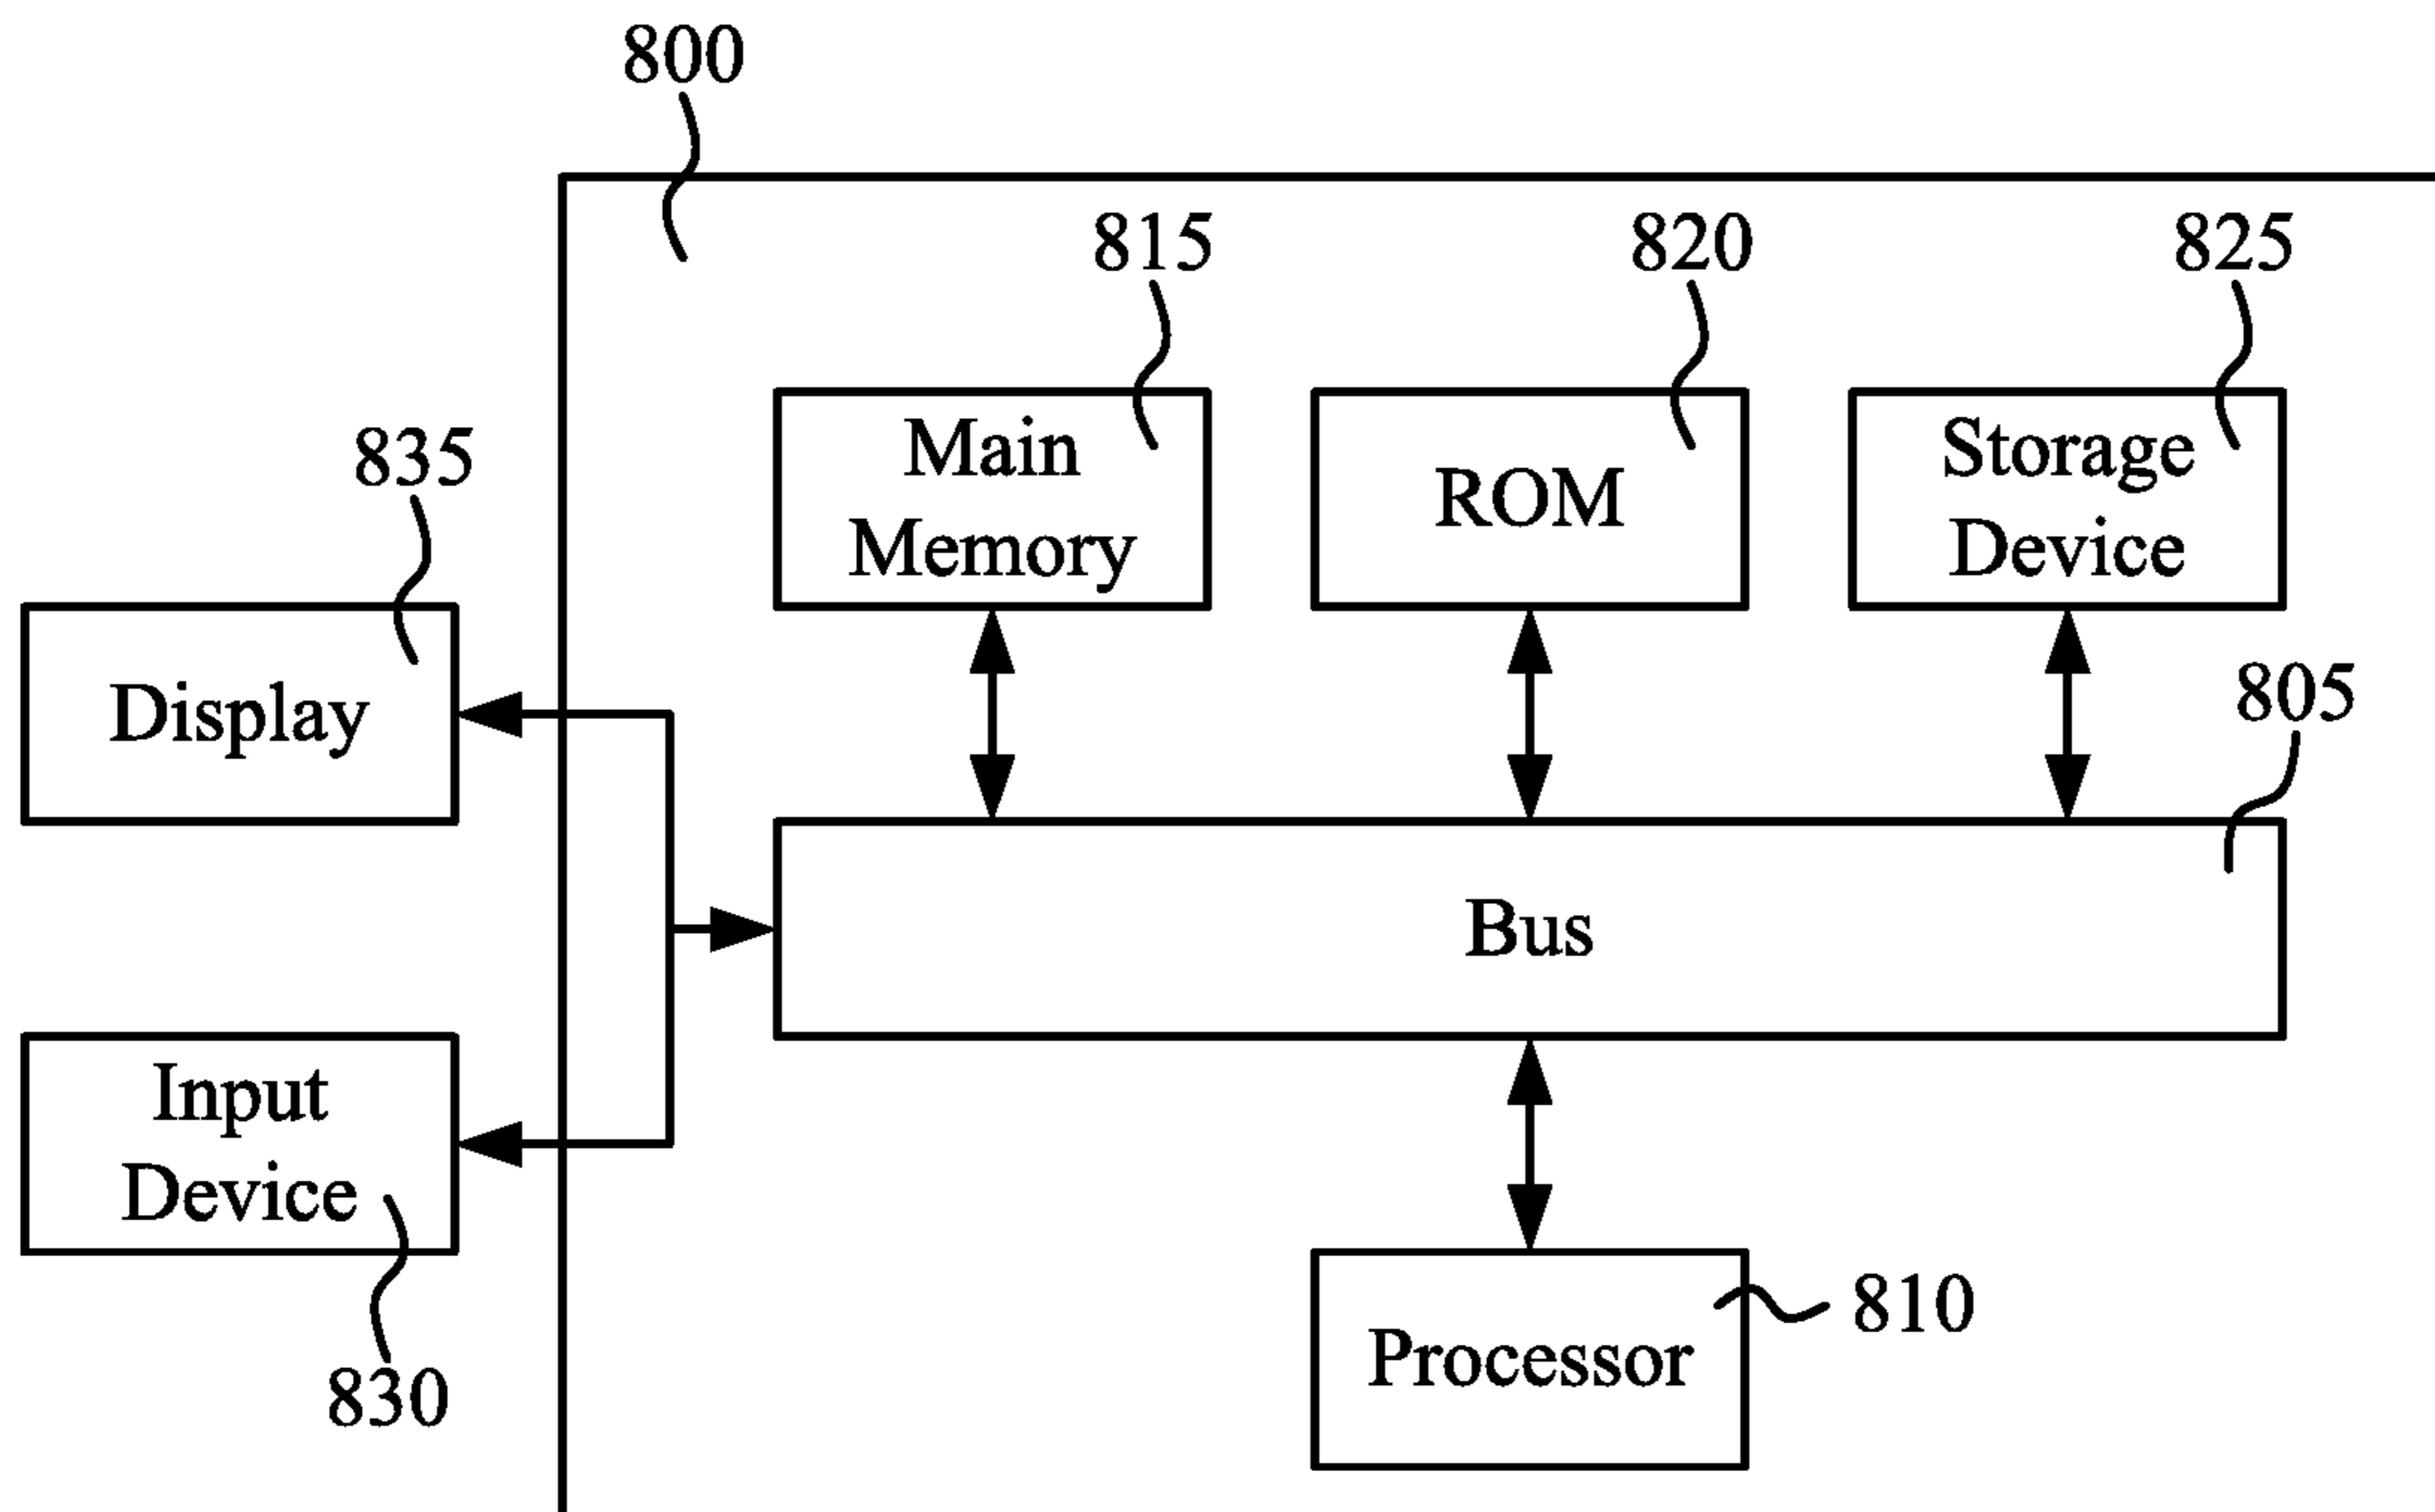 800
815
820
825
835
Main
Memory
ROM
Storage
Device
805
Display
Bus
Input
Device
830
810
Processor